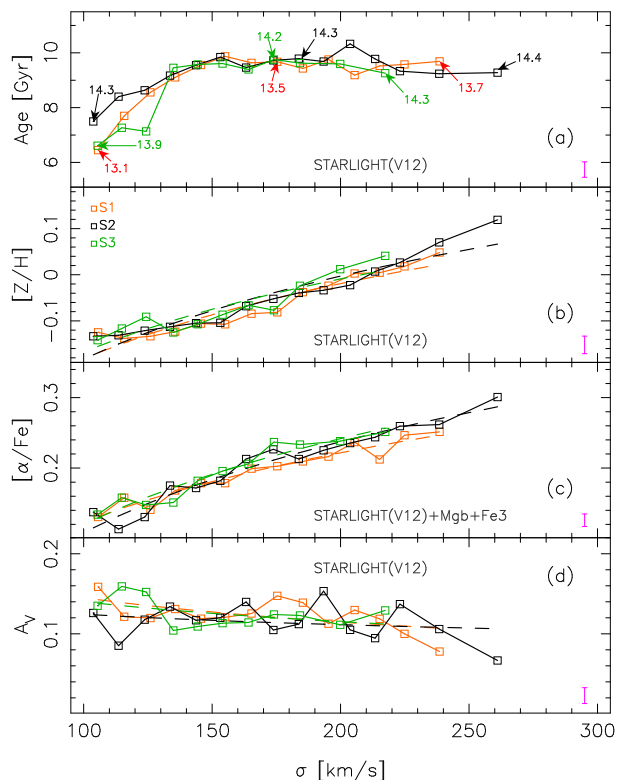 14.3
14.2
14.3
13.5
13.7
14.4
14.3
13.9
13.1
Age [Gyr]
10
8
6
(a)
STARLIGHT(V12)
S1
S2
S3
[Z/H]
0.1
0
−0.1
(b)
STARLIGHT(V12)
[α/Fe]
0.3
0.2
(c)
STARLIGHT(V12)+Mgb+Fe3
STARLIGHT(V12)
(d)
A_V
0.2
0.1
100 150 200 250 300
σ [km/s]